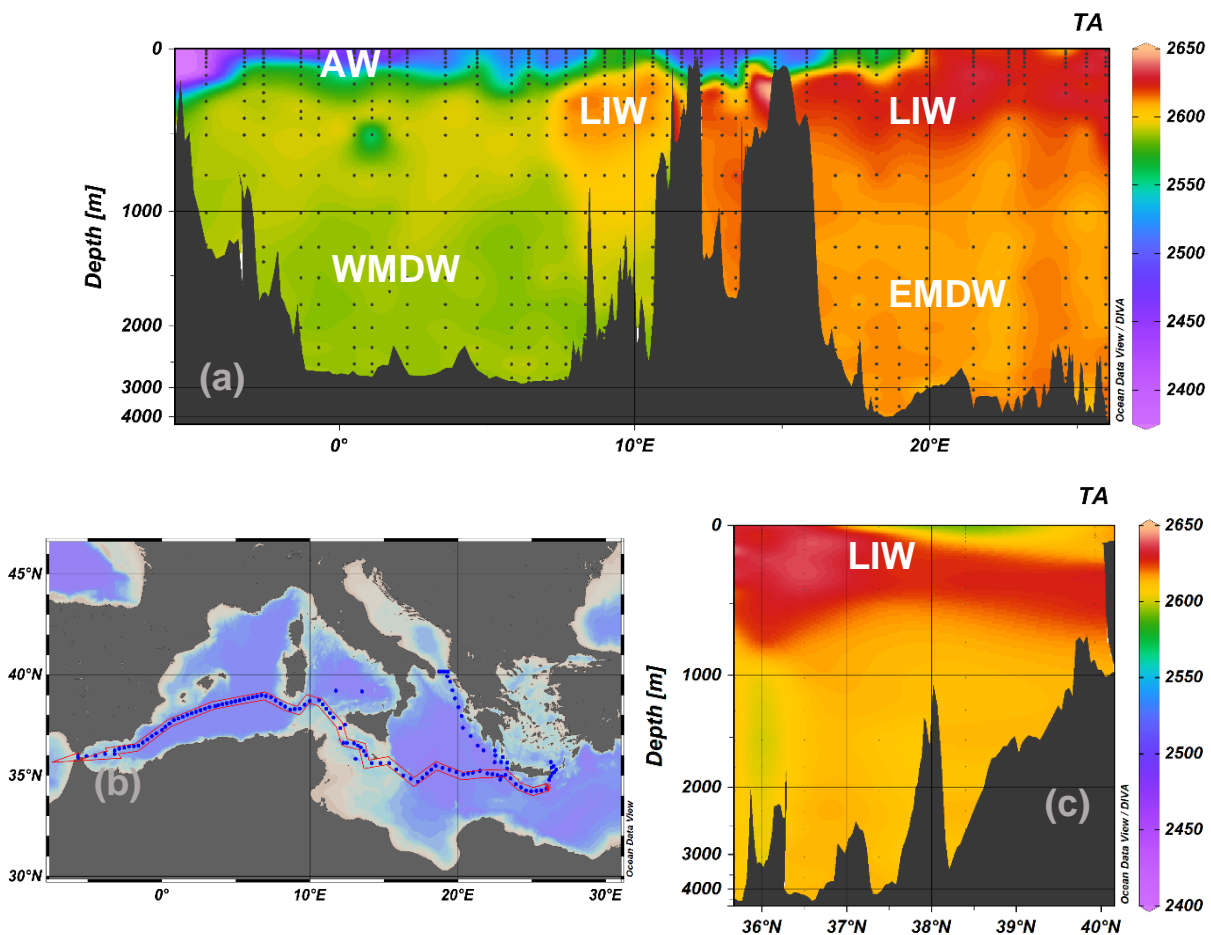 TA
AW
LIW
LIW
WMDW
EMDW
(a)
Depth [m]
0
1000
2000
3000
4000
0°
10°E
20°E
Ocean Data View / DIVA
2650
2600
2550
2500
2450
2400
45°N
40°N
35°N
30°N
0°
10°E
20°E
30°E
(b)
Ocean Data View
TA
LIW
(c)
Depth [m]
0
1000
2000
3000
4000
36°N
37°N
38°N
39°N
40°N
Ocean Data View / DIVA
2650
2600
2550
2500
2450
2400